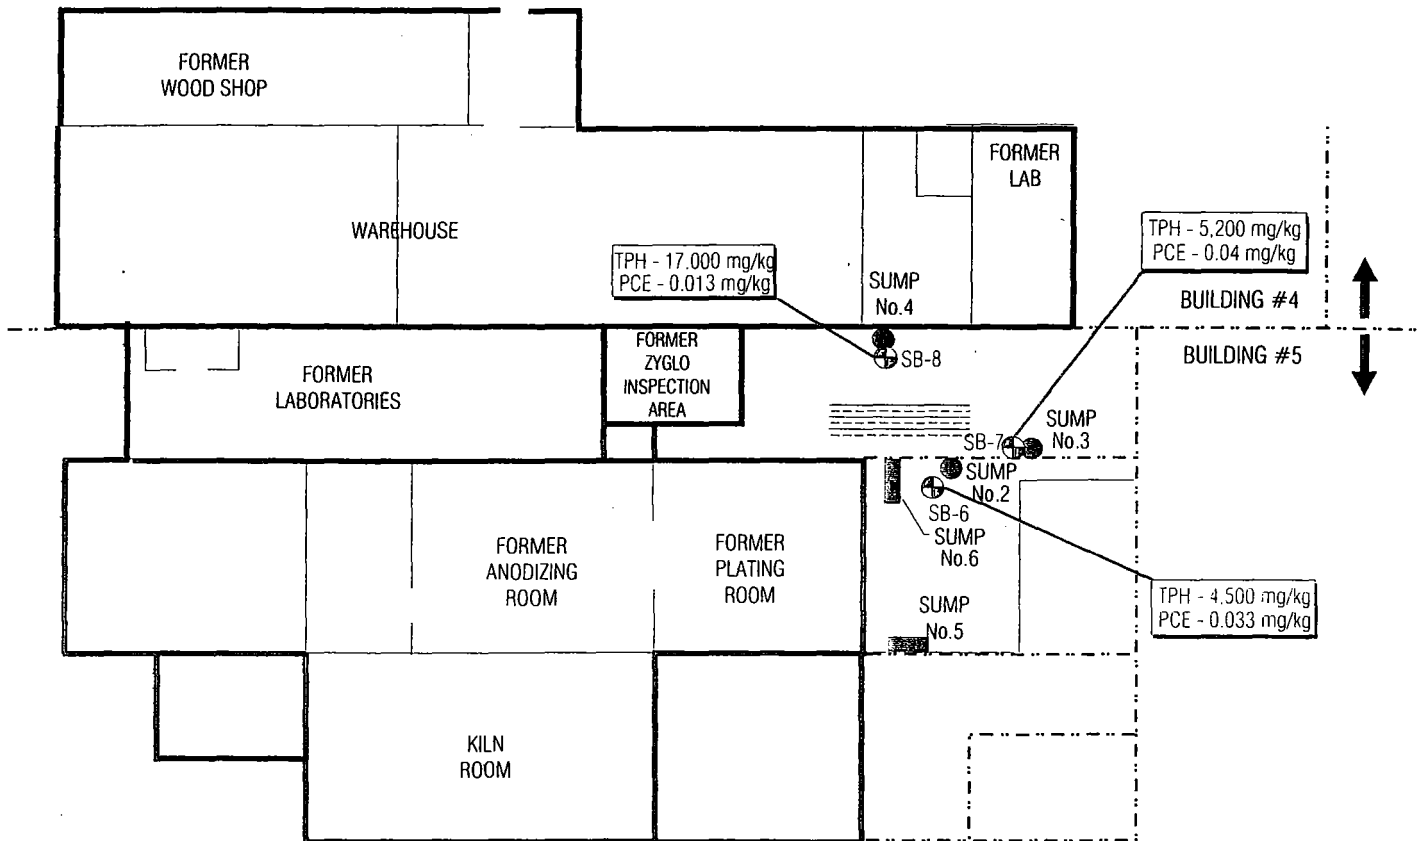 FORMER
WOOD SHOP
FORMER
LAB
WAREHOUSE
TPH - 17,000 mg/kg
PCE - 0.013 mg/kg
SUMP
No.4
TPH - 5,200 mg/kg
PCE - 0.04 mg/kg
BUILDING #4
BUILDING #5
FORMER
LABORATORIES
FORMER
ZYGLO
INSPECTION
AREA
SB-8
SB-7
SUMP
No.3
SUMP
No.2
SB-6
SUMP
No.6
FORMER
ANODIZING
ROOM
FORMER
PLATING
ROOM
SUMP
No.5
TPH - 4,500 mg/kg
PCE - 0.033 mg/kg
KILN
ROOM